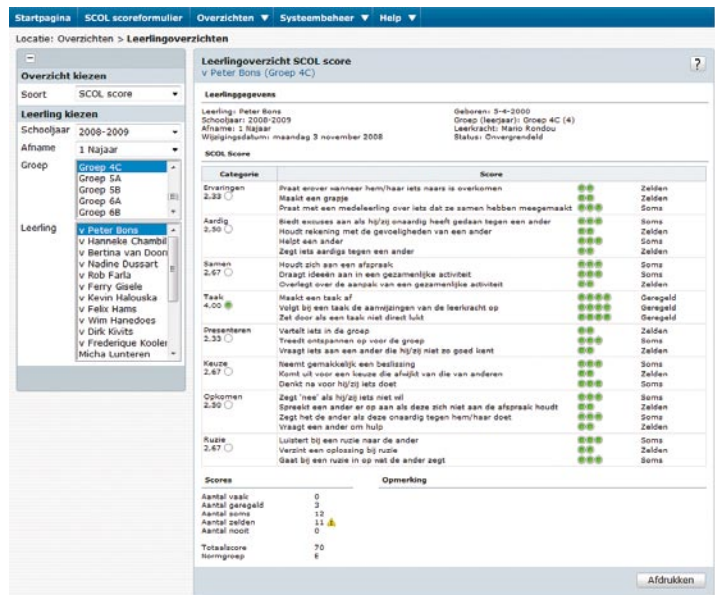 Startpagina SCOL scoreformulier Overzichten ▼ Systeembeheer ▼ Help ▼
Locatie: Overzichten > Leerlingoverzichten
Overzicht kiezen
Soort SCOL score
Leerling kiezen
Schooljaar 2008-2009
Afname 1 Najaar
Groep Groep 4C
Groep 5A
Groep 5B
Groep 6A
Groep 6B
Leerling v Peter Bons
v Hanneke Chambil
v Bertina van Doon
v Nadine Dussart
v Rob Farla
v Ferry Gisele
v Kevin Halouska
v Felix Hams
v Wim Hanedoes
v Dirk Kivits
v Frederique Kooler
Micha Lunteren
Leerlingoverzicht SCOL score ?
v Peter Bons (Groep 4C)
Leerlinggegevens
Leerling: Peter Bons Geboren: 5-4-2000
Schooljaar: 2008-2009 Groep (leerjaar): Groep 4C (4)
Afname: 1 Najaar Leerkracht: Mario Rondou
Wijzigingsdatum: maandag 3 november 2008 Status: Onvergrendeld
SCOL Score
Categorie Score
Ervaringen Praat erover wanneer hem/haar iets naars is overkomen Zelden
2,33 Maakt een grapje Zelden
Praat met een medeleerling over iets dat ze samen hebben meegemaakt Soms
Aardig Biedt excuses aan als hij/zij onaardig heeft gedaan tegen een ander Soms
2,50 Houdt rekening met de gevoeligheden van een ander Zelden
Helpt een ander Soms
Zegt iets aardigs tegen een ander Zelden
Samen Houdt zich aan een afspraak Soms
2,67 Draagt ideeën aan in een gezamenlijke activiteit Soms
Overlegt over de aanpak van een gezamenlijke activiteit Zelden
Taak Maakt een taak af Geregeld
4,00 Volgt bij een taak de aanwijzingen van de leerkracht op Geregeld
Zet door als een taak niet direct lukt Geregeld
Presenteren Vertelt iets in de groep Zelden
2,33 Treedt ontspannen op voor de groep Soms
Vraagt iets aan een ander die hij/zij niet zo goed kent Zelden
Keuze Neemt gemakkelijk een beslissing Soms
2,67 Komt uit voor een keuze die afwijkt van die van anderen Zelden
Denkt na voor hij/zij iets doet Soms
Opkomen Zegt 'nee' als hij/zij iets niet wil Soms
2,50 Spreekt een ander er op aan als deze zich niet aan de afspraak houdt Zelden
Zegt het de ander als deze onaardig tegen hem/haar doet Soms
Vraagt een ander om hulp Zelden
Ruzie Luistert bij een ruzie naar de ander Soms
2,67 Verzint een oplossing bij ruzie Zelden
Gaat bij een ruzie in op wat de ander zegt Soms
Scores Opmerking
Aantal vaak 0
Aantal geregeld 3
Aantal soms 12
Aantal zelden 11
Aantal nooit 0
Totaalscore 70
Normgroep E
Afdrukken